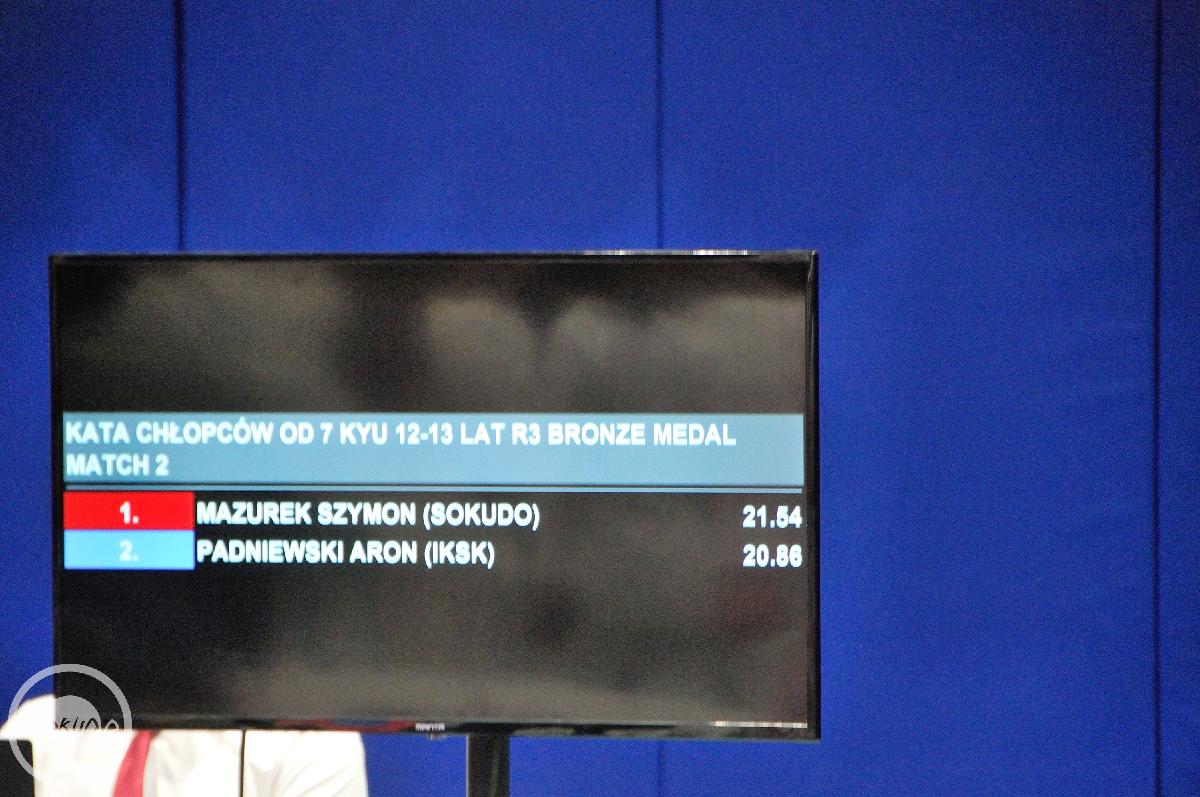 KATA CHŁOPCÓW OD 7 KYU 12-13 LAT R3 BRONZE MEDAL
MATCH 2
1. MAZUREK SZYMON (SOKUDO) 21.54
2. PADNIEWSKI ARON (IKSK) 20.86
manta